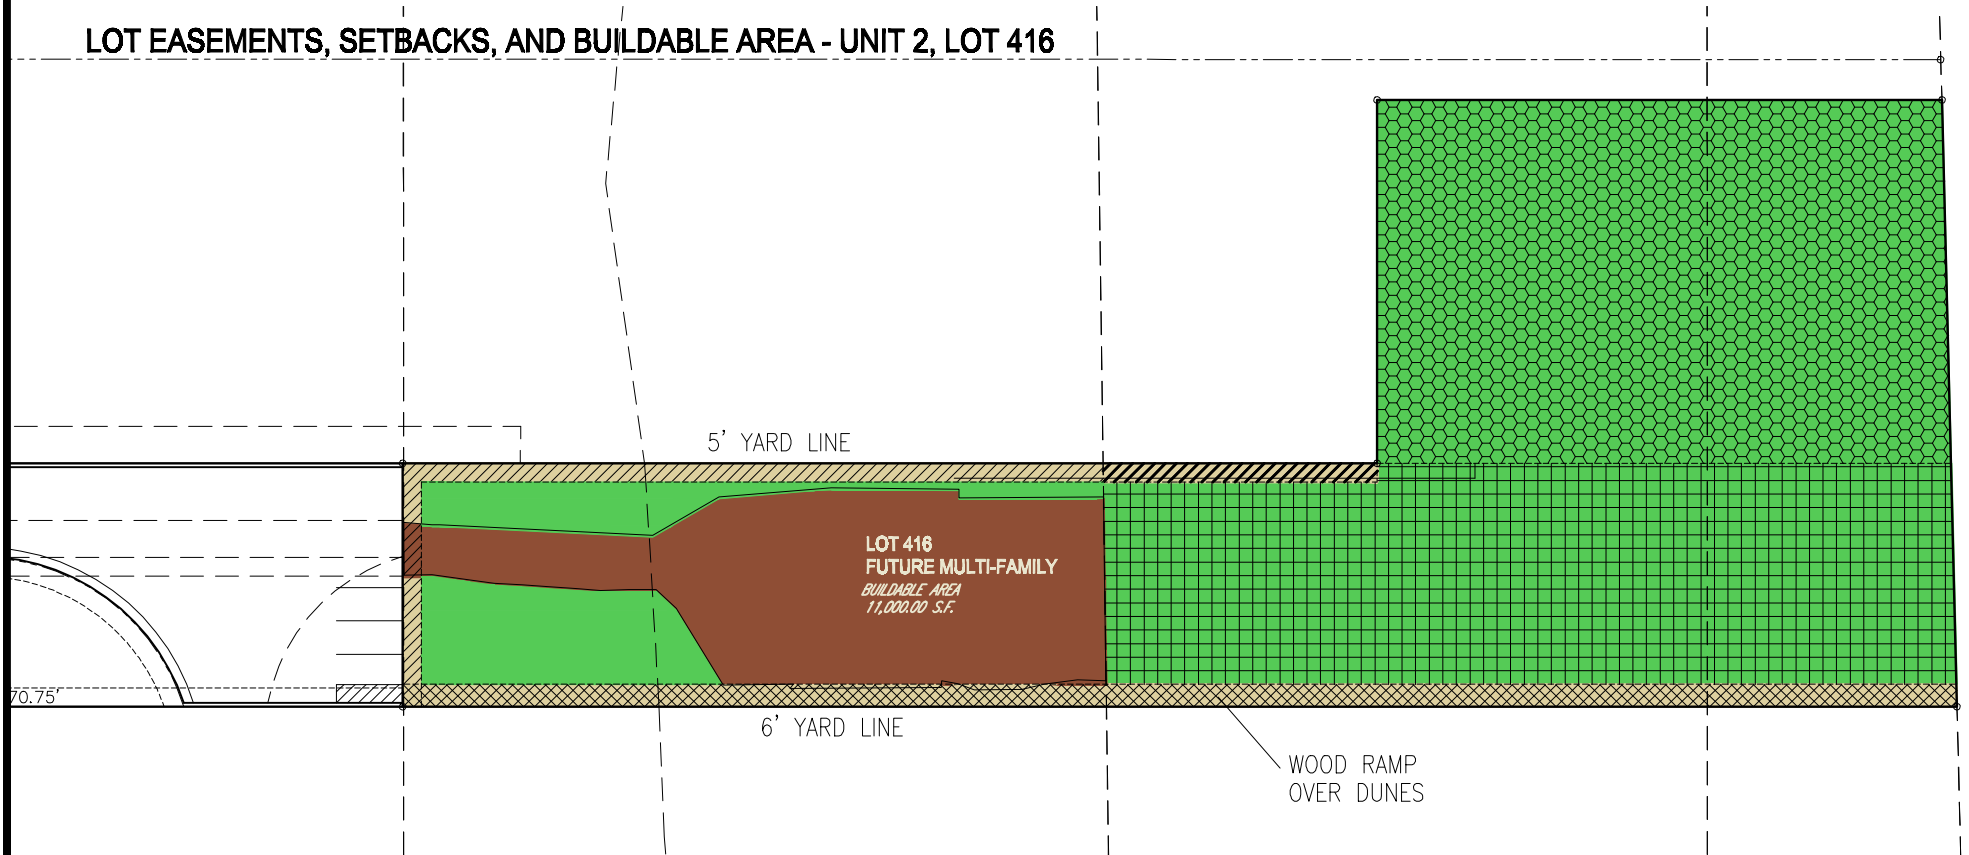 LOT EASEMENTS, SETBACKS, AND BUILDABLE AREA - UNIT 2, LOT 416
5' YARD LINE
LOT 416
FUTURE MULTI-FAMILY
BUILDABLE AREA
11,000.00 S.F.
70.75'
6' YARD LINE
WOOD RAMP
OVER DUNES